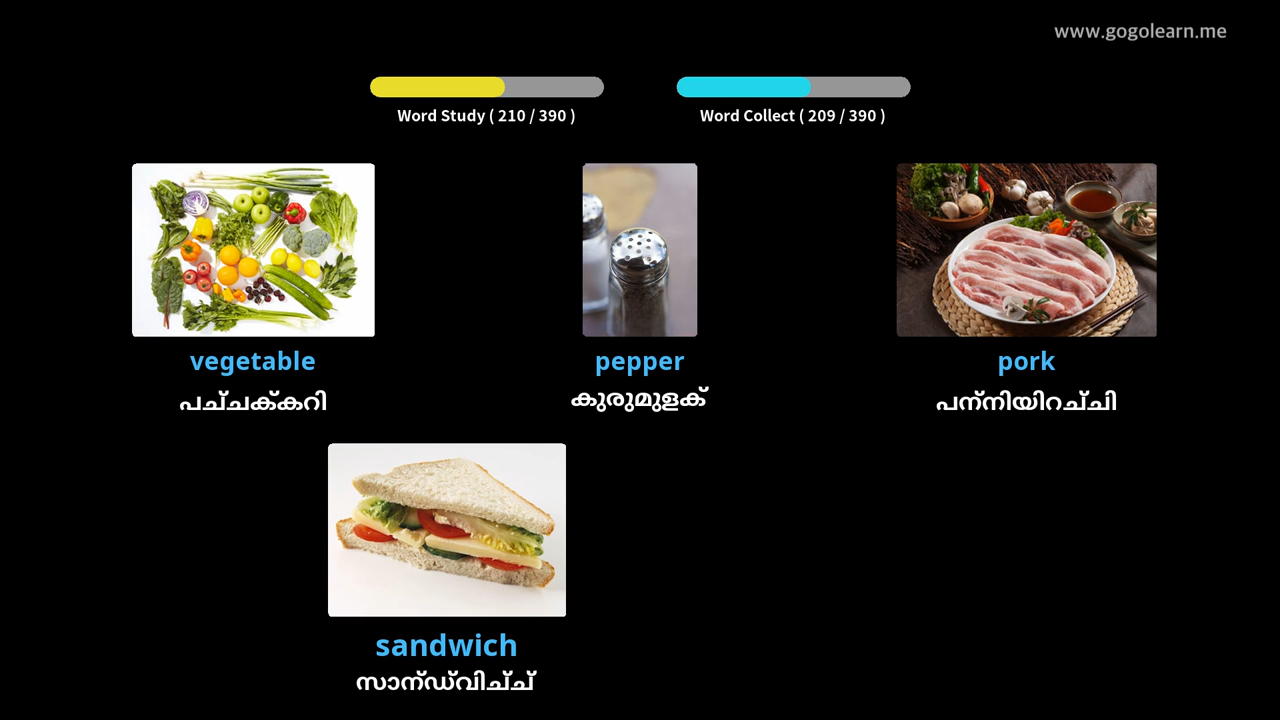 www.gogolearn.me
Word Study ( 210 / 390 )
Word Collect ( 209 / 390 )
vegetable
pepper
pork
പച്ചക്കറി
കുരുമുളക്
പന്നിയിറച്ചി
sandwich
സാന്ഡ്വിച്ച്